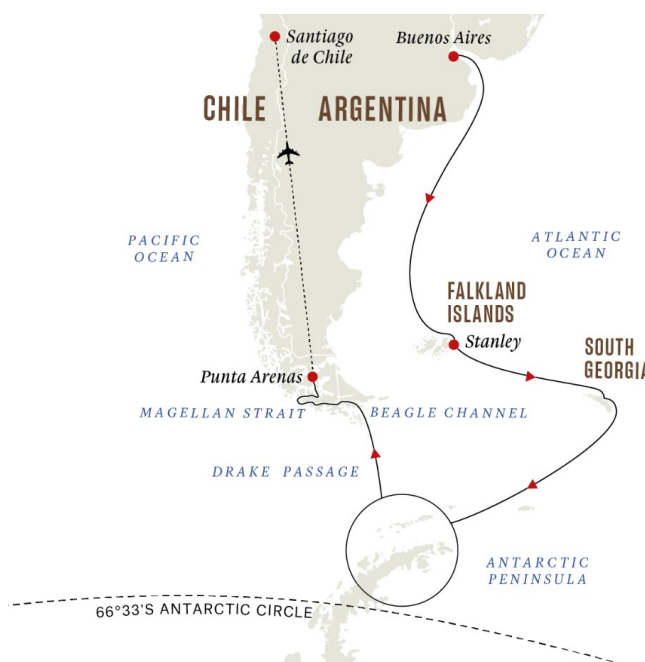 Santiago
de Chile
Buenos Aires
CHILE
ARGENTINA
PACIFIC
OCEAN
ATLANTIC
OCEAN
FALKLAND
ISLANDS
Stanley
SOUTH
GEORGIA
Punta Arenas
MAGELLAN STRAIT
BEAGLE CHANNEL
DRAKE PASSAGE
ANTARCTIC
PENINSULA
66°33'S ANTARCTIC CIRCLE